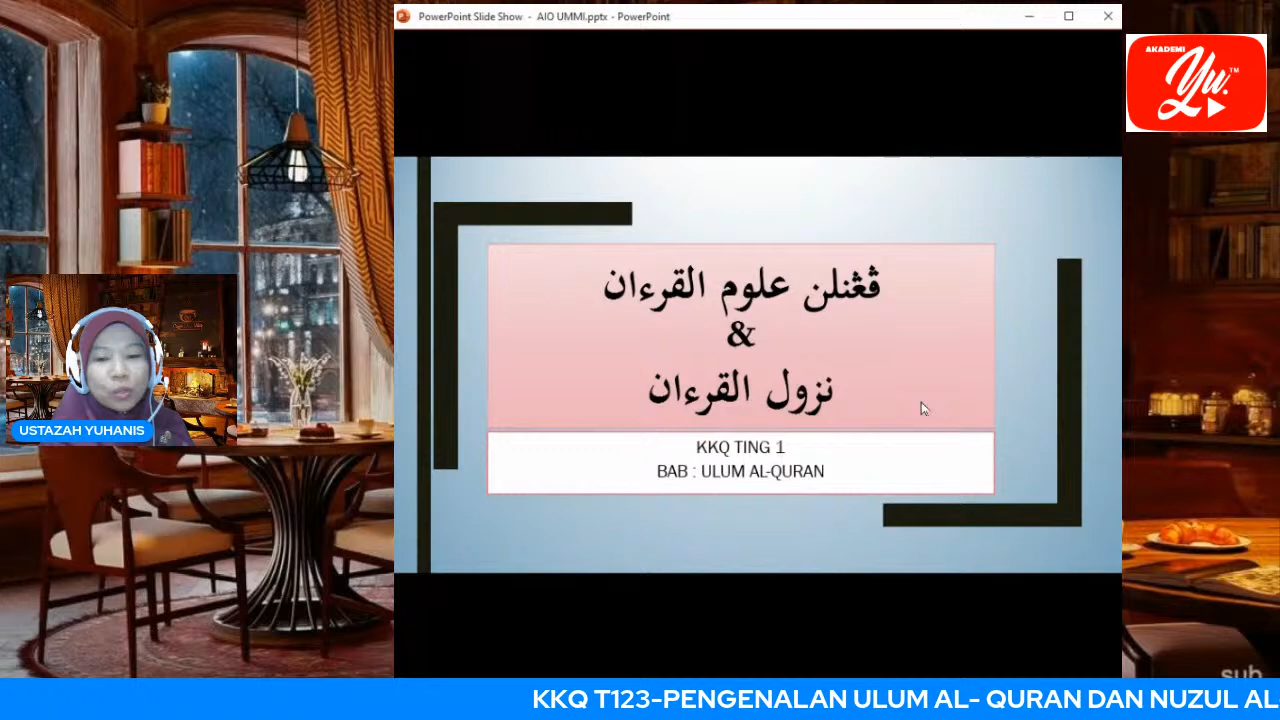 PowerPoint Slide Show - AIO UMMI.pptx - PowerPoint
AKADEMI
Yu.
TM
ڤڠنلن علوم القرءان
&
نزول القرءان
KKQ TING 1
BAB : ULUM AL-QURAN
USTAZAH YUHANIS
sub
KKQ T123-PENGENALAN ULUM AL- QURAN DAN NUZUL AL